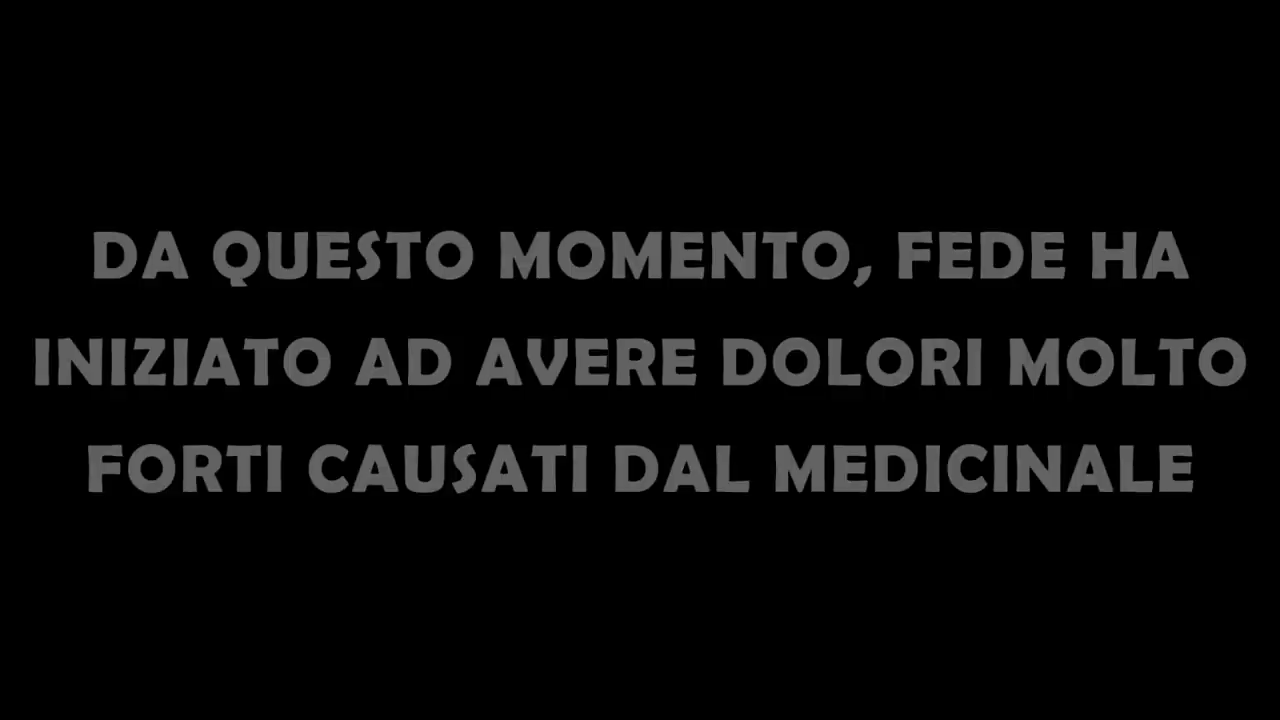 DA QUESTO MOMENTO, FEDE HA
INIZIATO AD AVERE DOLORI MOLTO
FORTI CAUSATI DAL MEDICINALE